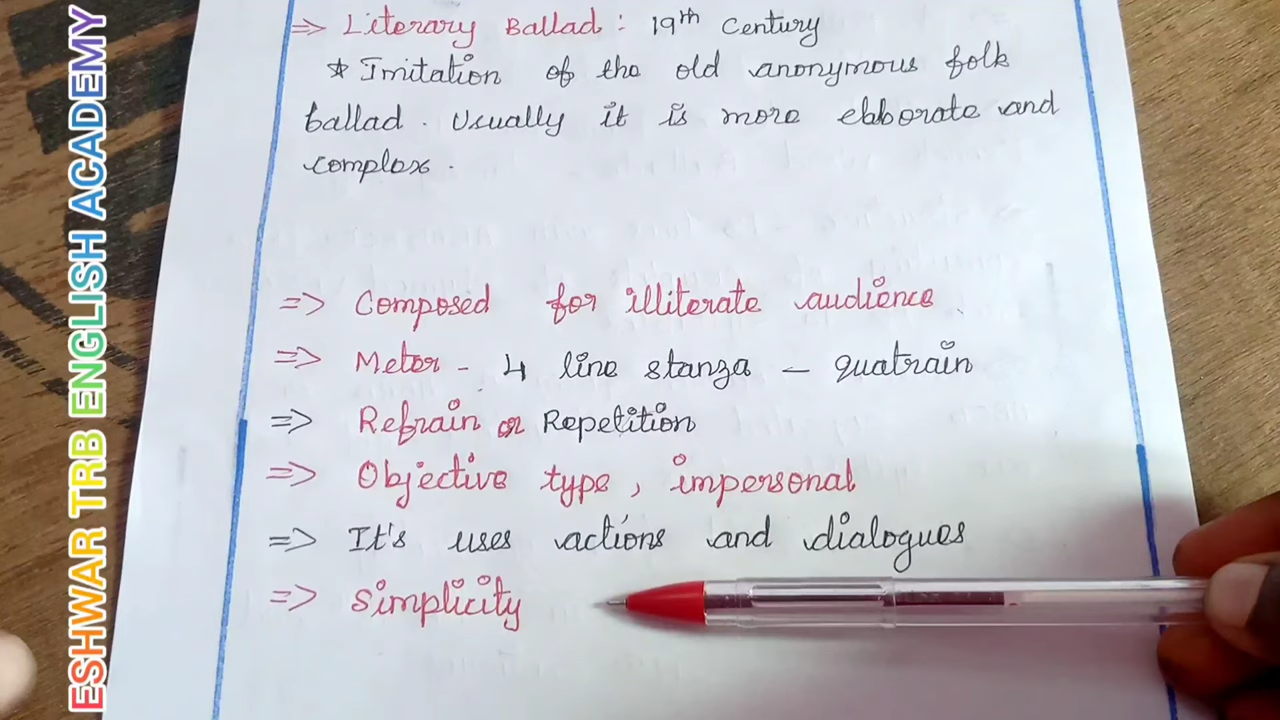 ESHWAR TRB ENGLISH ACADEMY
=> Literary Ballad : 19th Century
* Imitation of the old anonymous folk
ballad. Usually it is more elborate and
complex.
=> Composed for illiterate audience
=> Meter - 4 line stanza - quatrain
=> Refrain or Repetition
=> Objective type, impersonal
=> It's uses actions and dialogues
=> Simplicity